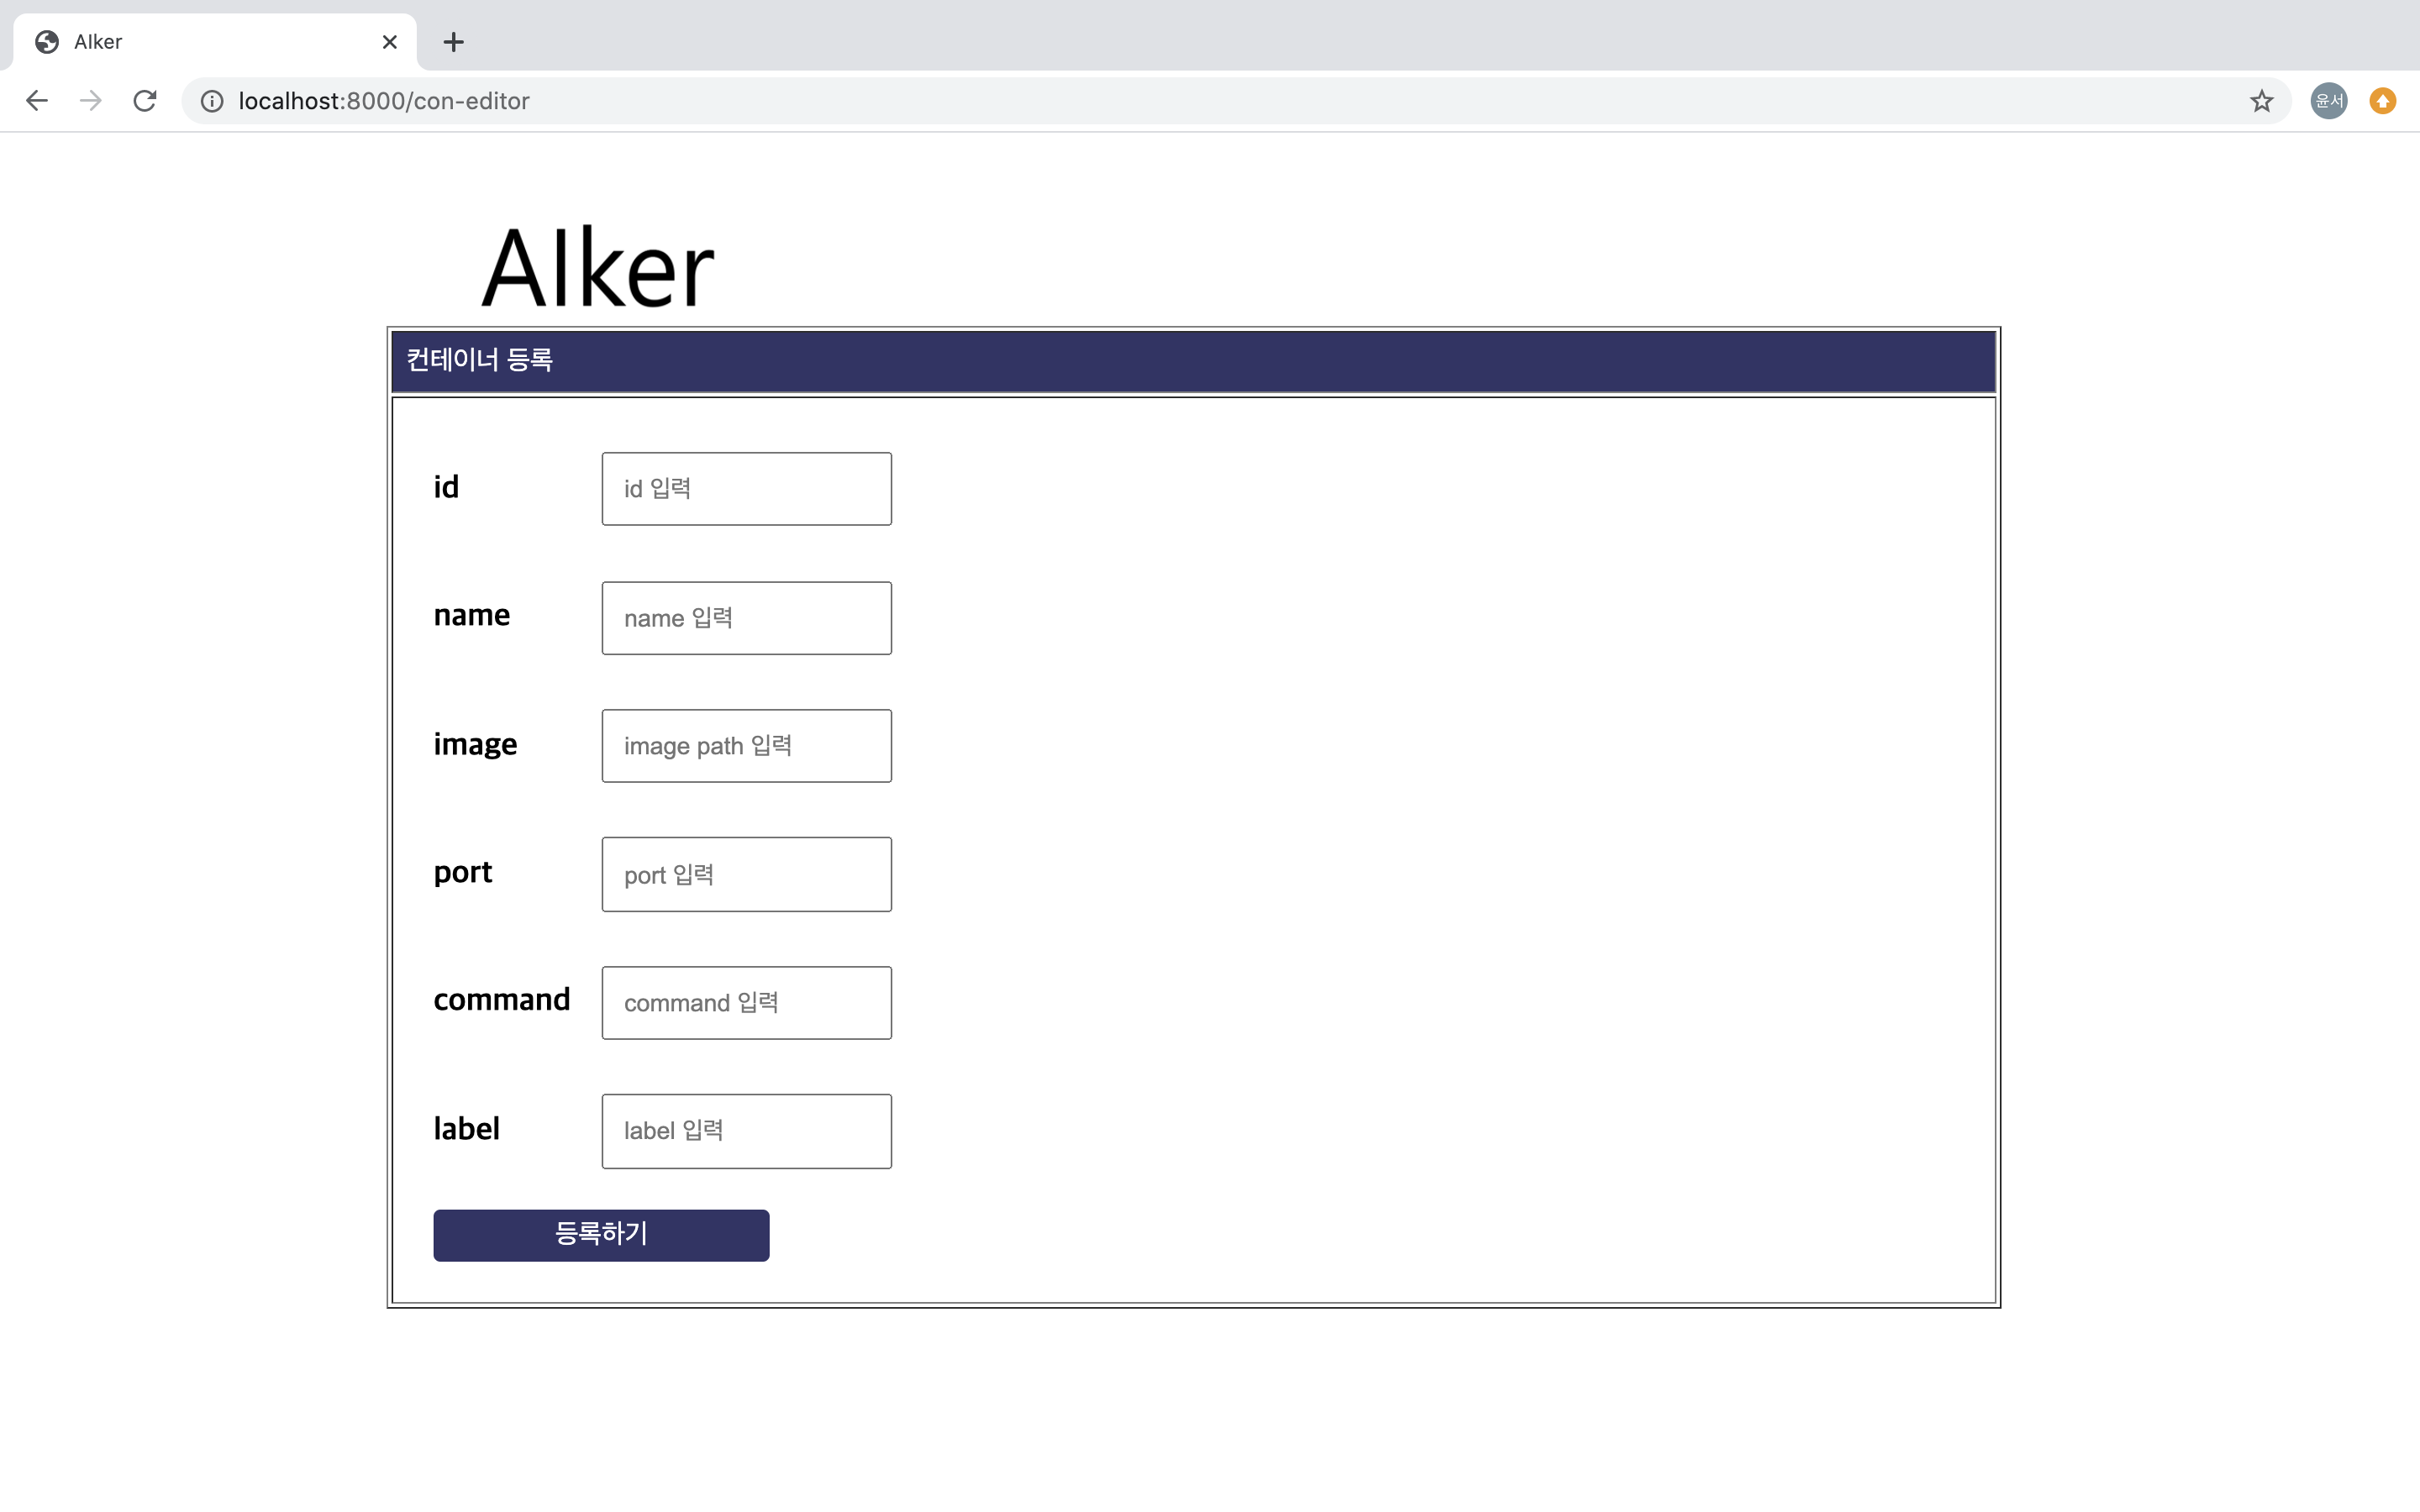 Alker
localhost:8000/con-editor
윤서
Alker
컨테이너 등록
id
id 입력
name
name 입력
image
image path 입력
port
port 입력
command
command 입력
label
label 입력
등록하기